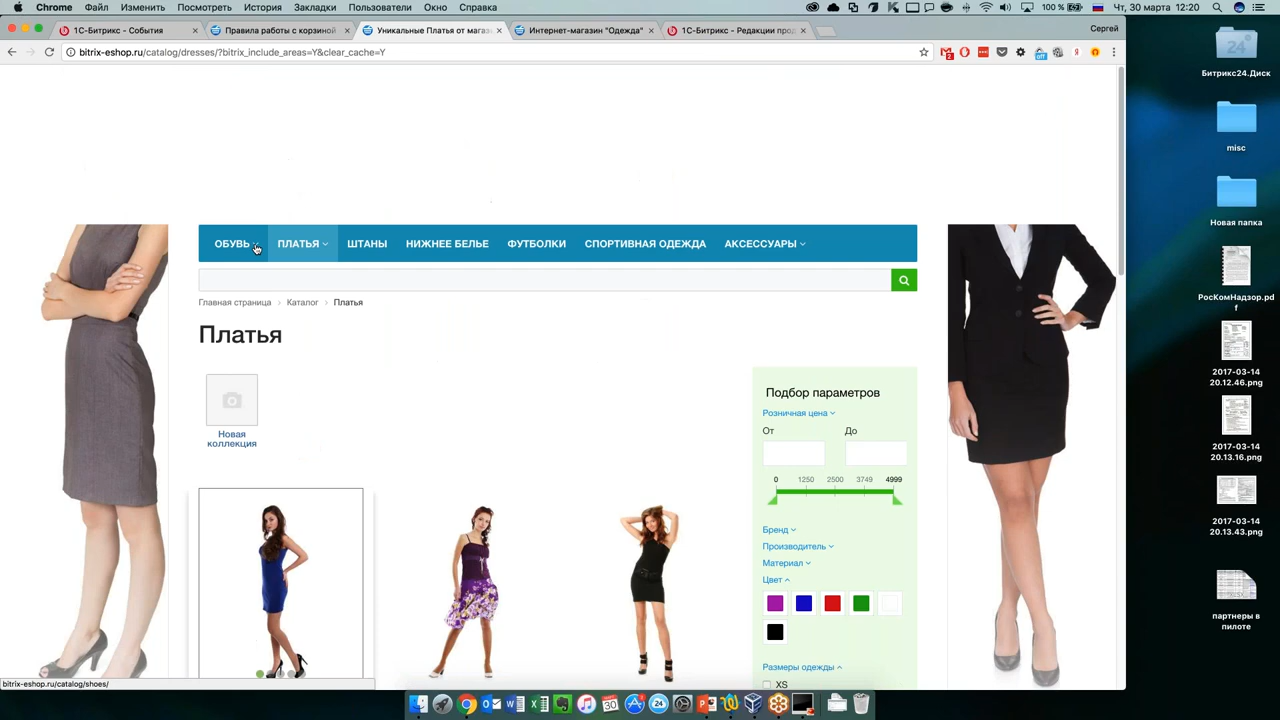 Chrome Файл Изменить Посмотреть История Закладки Пользователи Окно Справка
100 % Чт, 30 марта 12:20
1С-Битрикс - События
Правила работы с корзиной
Уникальные Платья от магаз
Интернет-магазин "Одежда"
1С-Битрикс - Редакции прод
Сергей
bitrix-eshop.ru/catalog/dresses/?bitrix_include_areas=Y&clear_cache=Y
ОБУВЬ ПЛАТЬЯ ШТАНЫ НИЖНЕЕ БЕЛЬЕ ФУТБОЛКИ СПОРТИВНАЯ ОДЕЖДА АКСЕССУАРЫ
Главная страница Каталог Платья
Платья
Новая
коллекция
Подбор параметров
Розничная цена
От До
0 1250 2500 3749 4999
Бренд
Производитель
Материал
Цвет
Размеры одежды
XS
bitrix-eshop.ru/catalog/shoes/
24
Битрикс24.Диск
misc
Новая папка
РосКомНадзор.pd
f
2017-03-14
20.12.46.png
2017-03-14
20.13.16.png
2017-03-14
20.13.43.png
партнеры в
пилоте